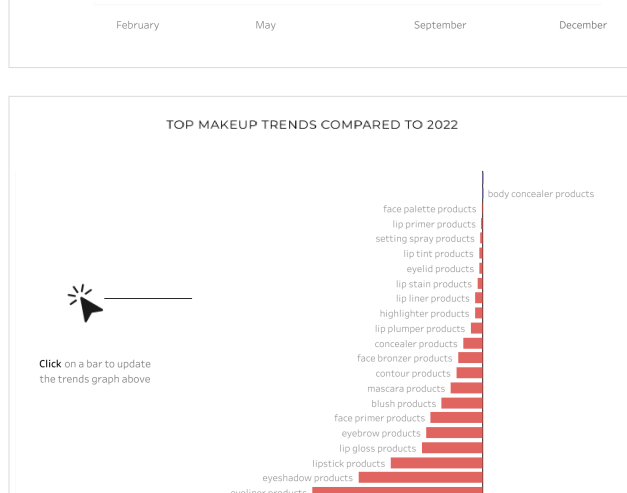 February May September December
TOP MAKEUP TRENDS COMPARED TO 2022
body concealer products
face palette products
lip primer products
setting spray products
lip tint products
eyelid products
lip stain products
lip liner products
highlighter products
lip plumper products
concealer products
face bronzer products
contour products
mascara products
blush products
face primer products
eyebrow products
lip gloss products
lipstick products
eyeshadow products
eyeliner products
Click on a bar to update
the trends graph above